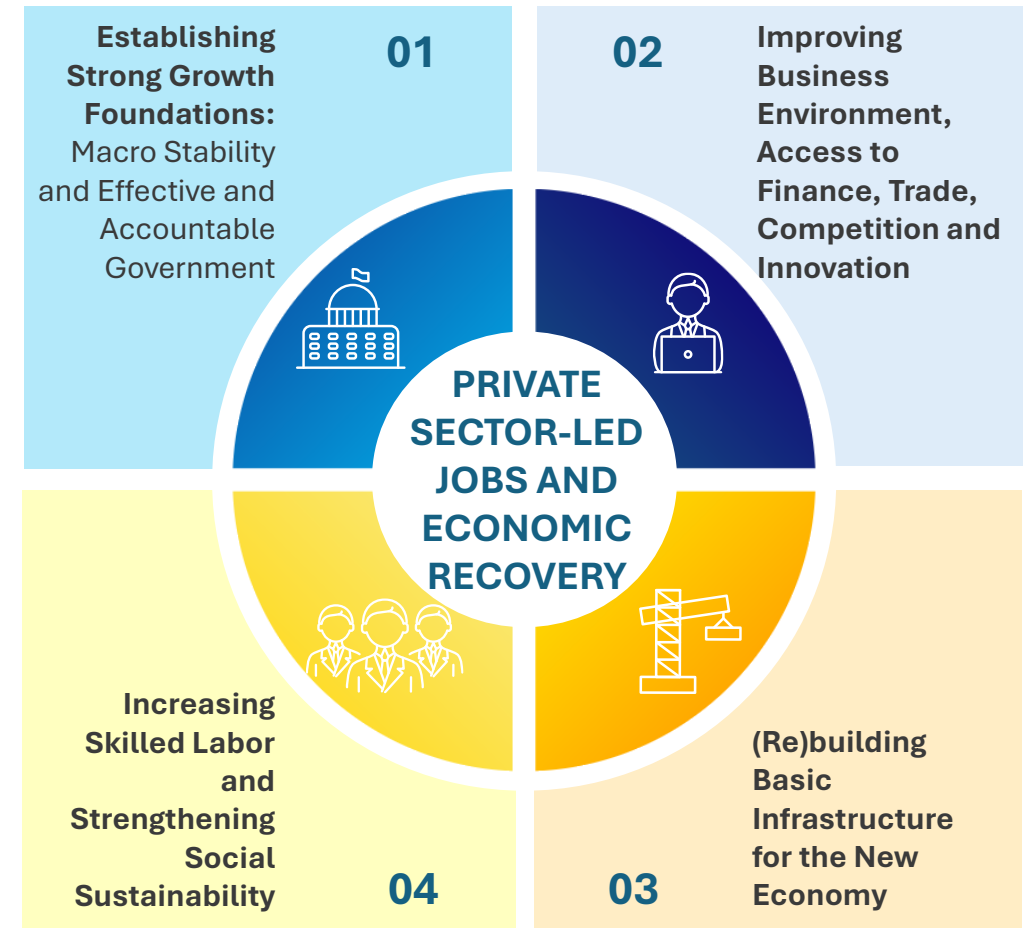 01
Establishing
Strong Growth
Foundations:
Macro Stability
and Effective and
Accountable
Government
02
Improving
Business
Environment,
Access to
Finance, Trade,
Competition and
Innovation
PRIVATE
SECTOR-LED
JOBS AND
ECONOMIC
RECOVERY
(Re)building
Basic
Infrastructure
for the New
Economy
03
Increasing
Skilled Labor
and
Strengthening
Social
Sustainability
04